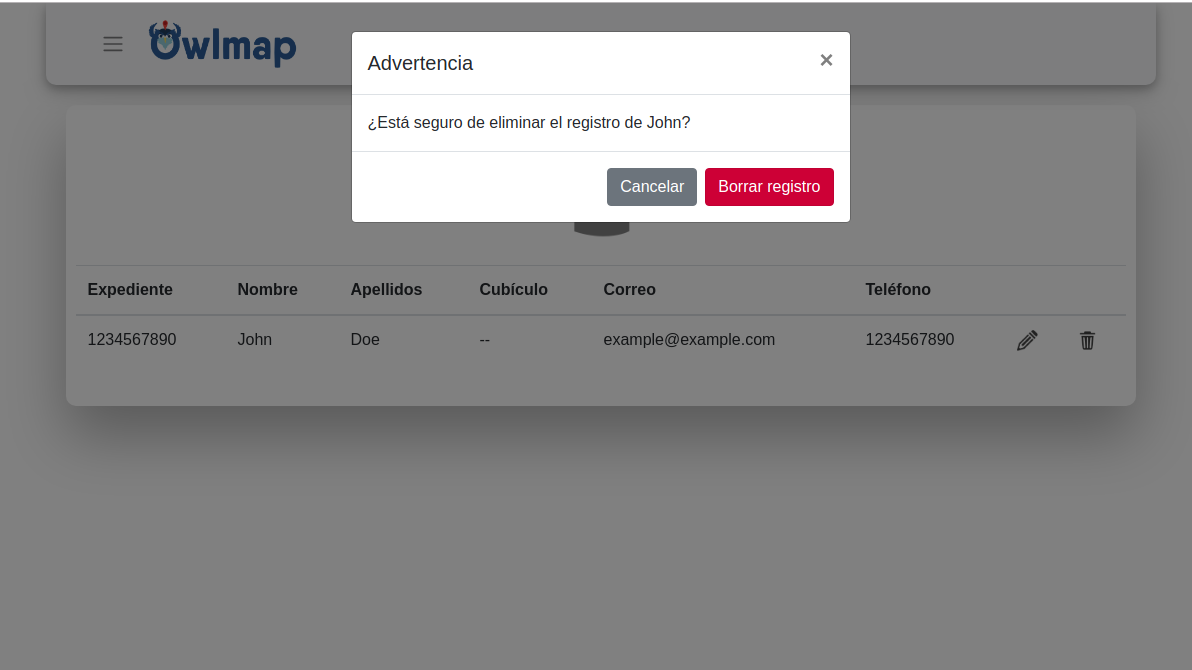 Owlmap
Advertencia
×
¿Está seguro de eliminar el registro de John?
Cancelar Borrar registro
Expediente Nombre Apellidos Cubículo Correo Teléfono
1234567890 John Doe -- example@example.com 1234567890